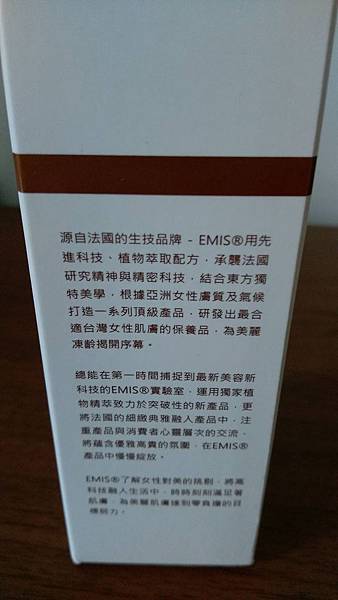 源自法國的生技品牌 - EMIS®用先
進科技、植物萃取配方，承襲法國
研究精神與精密科技，結合東方獨
特美學，根據亞洲女性膚質及氣候
打造一系列頂級產品，研發出最合
適台灣女性肌膚的保養品，為美麗
凍齡揭開序幕。
總能在第一時間捕捉到最新美容新
科技的EMIS®實驗室，運用獨家植
物精萃致力於突破性的新產品，更
將法國的細緻典雅融入產品中，注
重產品與消費者心靈層次的交流，
將蘊含優雅高貴的氛圍，在EMIS®
產品中慢慢綻放。
EMIS®了解女性對美的挑剔，將高
科技融入生活中，時時刻刻滿足著
肌膚，為美麗肌膚達到零負擔的目
標努力。